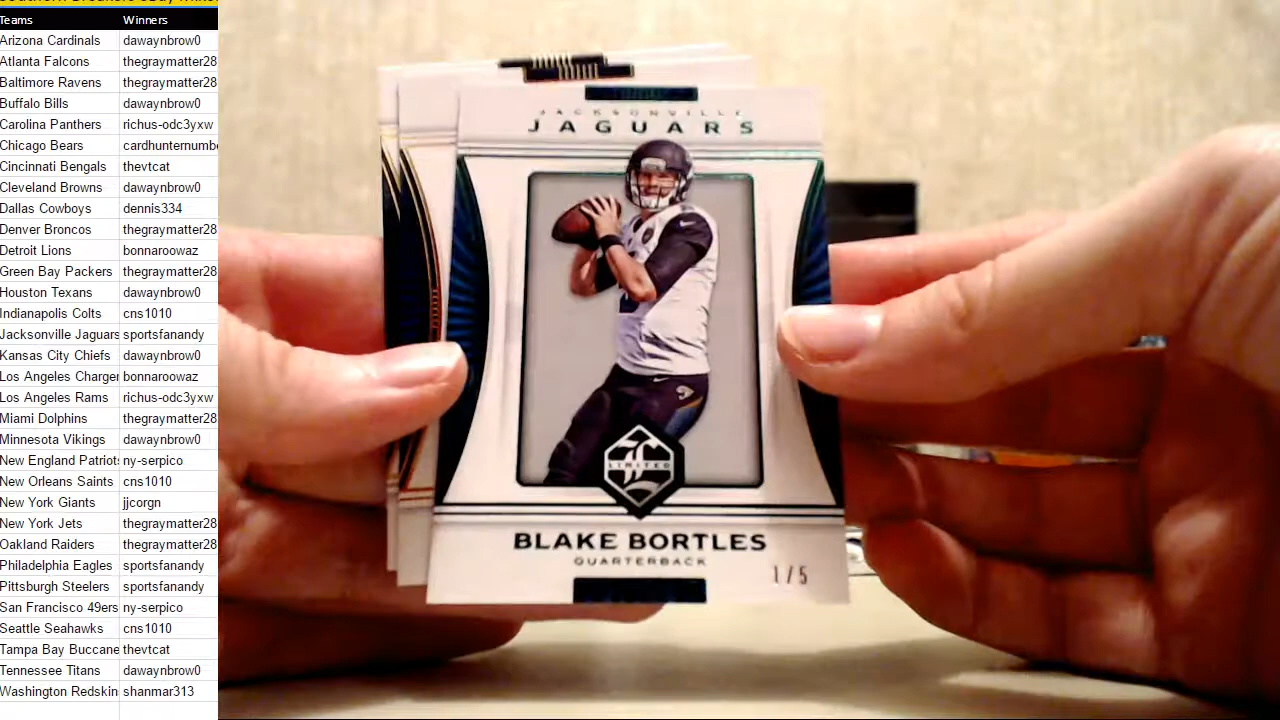 Teams Winners
Arizona Cardinals dawaynbrow0
Atlanta Falcons thegraymatter28
Baltimore Ravens thegraymatter28
Buffalo Bills dawaynbrow0
Carolina Panthers richus-odc3yxw
Chicago Bears cardhunternumb
Cincinnati Bengals thevtcat
Cleveland Browns dawaynbrow0
Dallas Cowboys dennis334
Denver Broncos thegraymatter28
Detroit Lions bonnaroowaz
Green Bay Packers thegraymatter28
Houston Texans dawaynbrow0
Indianapolis Colts cns1010
Jacksonville Jaguars sportsfanandy
Kansas City Chiefs dawaynbrow0
Los Angeles Charger bonnaroowaz
Los Angeles Rams richus-odc3yxw
Miami Dolphins thegraymatter28
Minnesota Vikings dawaynbrow0
New England Patriots ny-serpico
New Orleans Saints cns1010
New York Giants jjcorgn
New York Jets thegraymatter28
Oakland Raiders thegraymatter28
Philadelphia Eagles sportsfanandy
Pittsburgh Steelers sportsfanandy
San Francisco 49ers ny-serpico
Seattle Seahawks cns1010
Tampa Bay Buccane thevtcat
Tennessee Titans dawaynbrow0
Washington Redskin shanmar313
JACKSONVILLE
JAGUARS
LIMITED
BLAKE BORTLES
QUARTERBACK
1/5